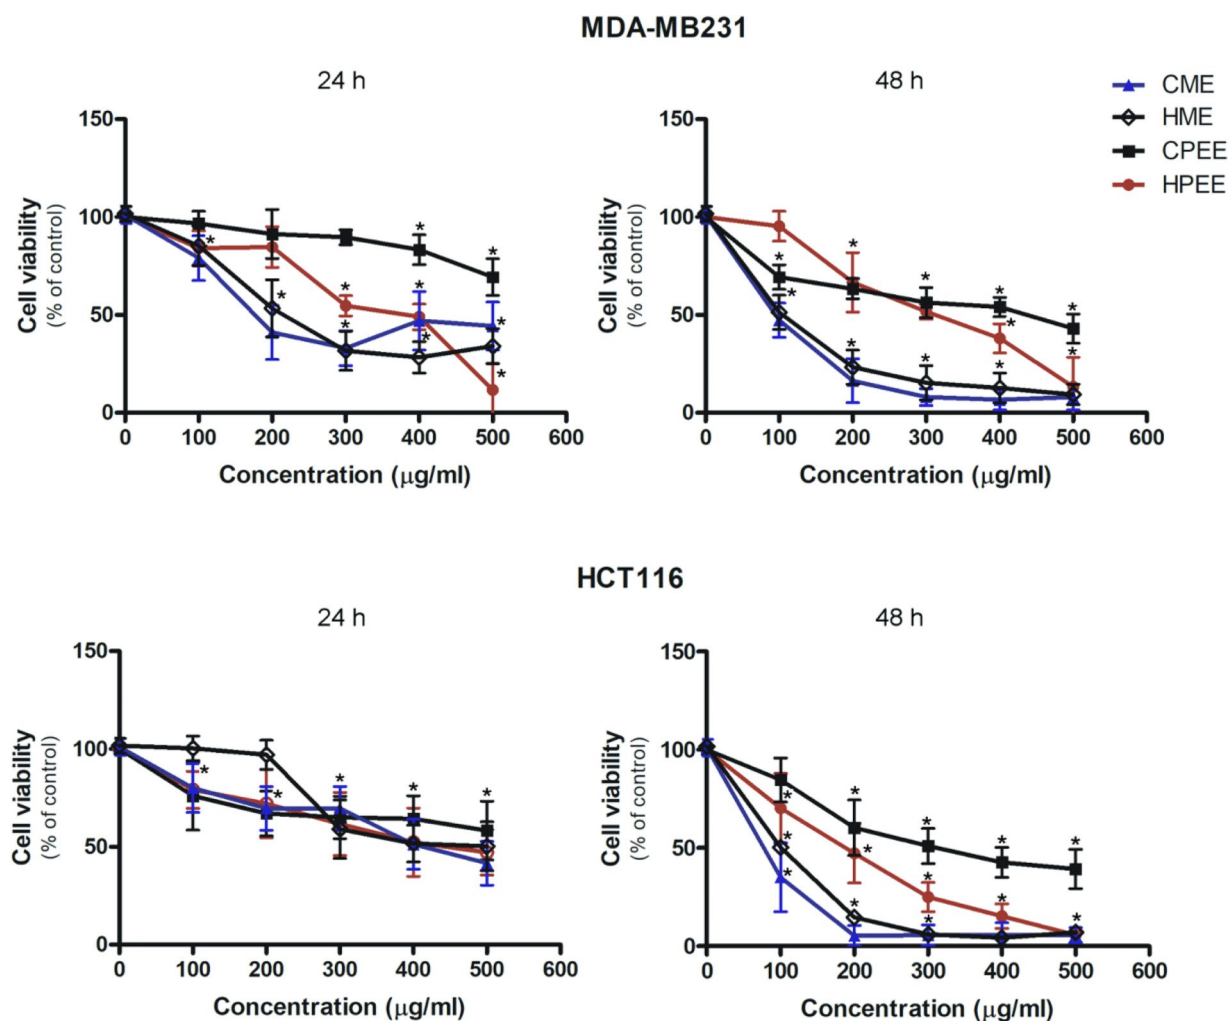 MDA-MB231
24 h
48 h
CME
HME
CPEE
HPEE
150
100
50
0
Cell viability
(% of control)
0 100 200 300 400 500 600
Concentration (µg/ml)
* * * * * * * * * * *
150
100
50
0
Cell viability
(% of control)
0 100 200 300 400 500 600
Concentration (µg/ml)
* * * * * * * * * * * *
HCT116
24 h
48 h
150
100
50
0
Cell viability
(% of control)
0 100 200 300 400 500 600
Concentration (µg/ml)
* * * * *
150
100
50
0
Cell viability
(% of control)
0 100 200 300 400 500 600
Concentration (µg/ml)
* * * * * * * * * * * *